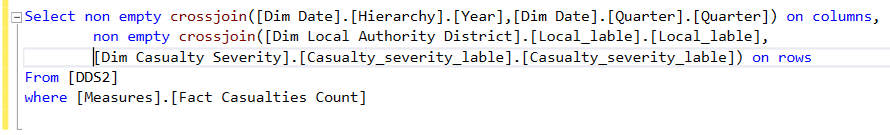 Select non empty crossjoin([Dim Date].[Hierarchy].[Year],[Dim Date].[Quarter].[Quarter]) on columns,
non empty crossjoin([Dim Local Authority District].[Local_lable].[Local_lable],
[Dim Casualty Severity].[Casualty_severity_lable].[Casualty_severity_lable]) on rows
From [DDS2]
where [Measures].[Fact Casualties Count]